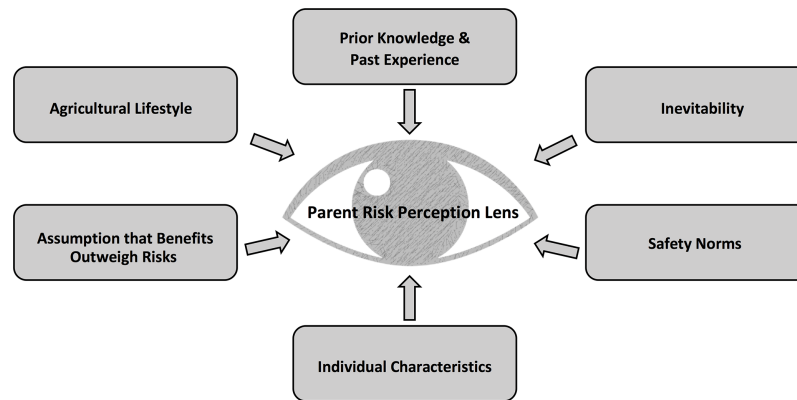 Prior Knowledge &
Past Experience
Agricultural Lifestyle
Inevitability
Parent Risk Perception Lens
Assumption that Benefits
Outweigh Risks
Safety Norms
Individual Characteristics